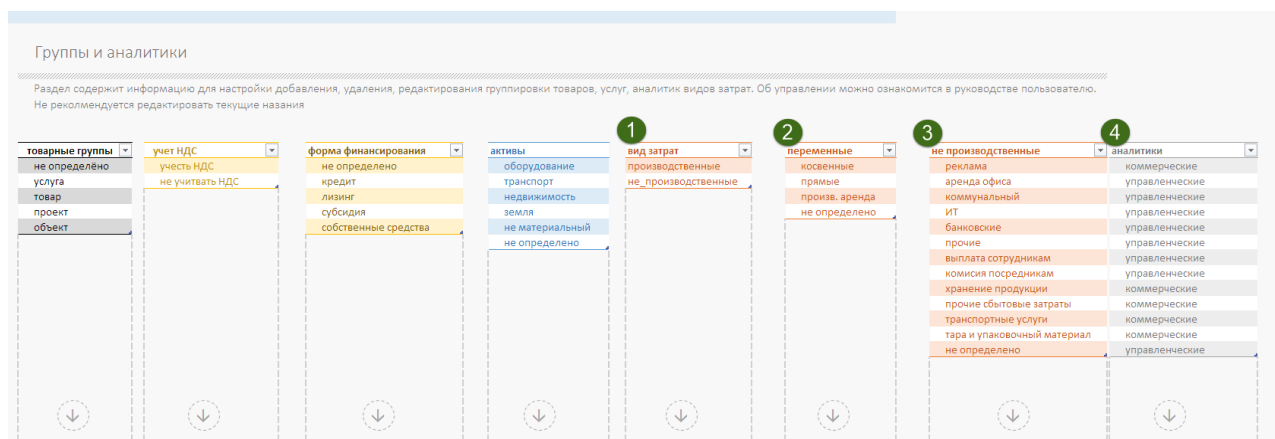 Группы и аналитики
Раздел содержит информацию для настройки добавления, удаления, редактирования группировки товаров, услуг, аналитик видов затрат. Об управлении можно ознакомится в руководстве пользователю.
Не реколмендуется редактировать текущие назания
1 2 3 4
товарные группы учет НДС форма финансирования активы вид затрат переменные не производственные аналитики
не определёно учесть НДС не определено оборудование производственные косвенные реклама коммерческие
услуга не учитвать НДС кредит транспорт не_производственные прямые аренда офиса управленческие
товар лизинг недвижимость произв. аренда коммунальный управленческие
проект субсидия земля не определено ИТ управленческие
объект собственные средства не материальный банковские управленческие
не определено прочие управленческие
выплата сотрудникам управленческие
комисия посредникам управленческие
хранение продукции коммерческие
прочие сбытовые затраты коммерческие
транспортные услуги коммерческие
тара и упаковочный материал коммерческие
не определено управленческие